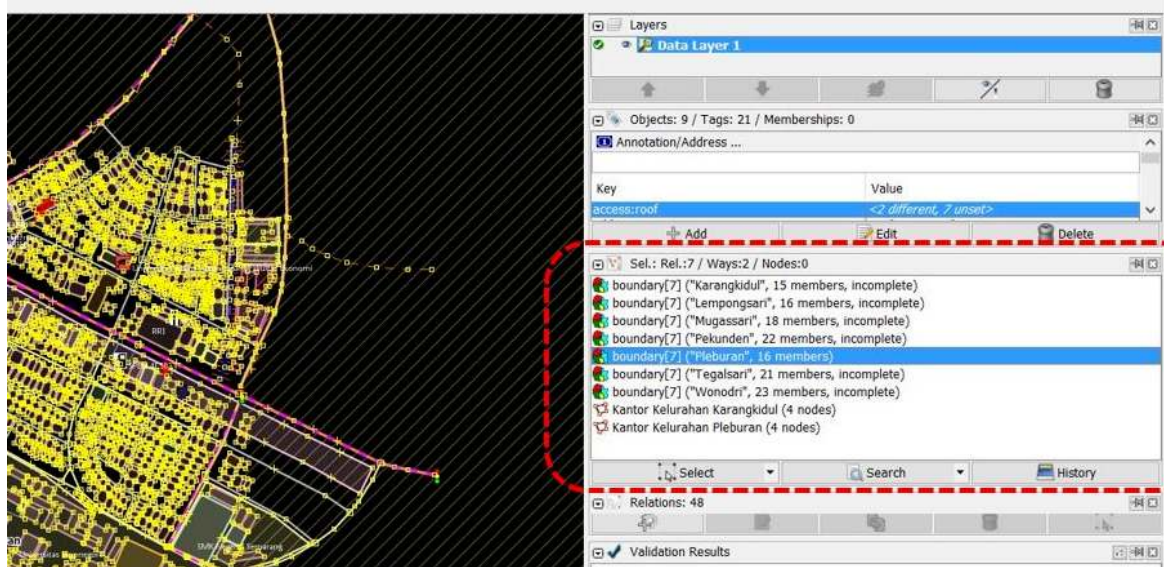 Layers
Data Layer 1
Objects: 9 / Tags: 21 / Memberships: 0
Annotation/Address ...
Key Value
access:roof <2 different, 7 unset>
Add Edit Delete
Sel.: Rel.:7 / Ways:2 / Nodes:0
boundary[7] ("Karangkidul", 15 members, incomplete)
boundary[7] ("Lempongsari", 16 members, incomplete)
boundary[7] ("Mugassari", 18 members, incomplete)
boundary[7] ("Pekunden", 22 members, incomplete)
boundary[7] ("Pleburan", 16 members)
boundary[7] ("Tegalsari", 21 members, incomplete)
boundary[7] ("Wonodri", 23 members, incomplete)
Kantor Kelurahan Karangkidul (4 nodes)
Kantor Kelurahan Pleburan (4 nodes)
Select Search History
Relations: 48
Validation Results
Ekonomi
RRI
SMK Semarang